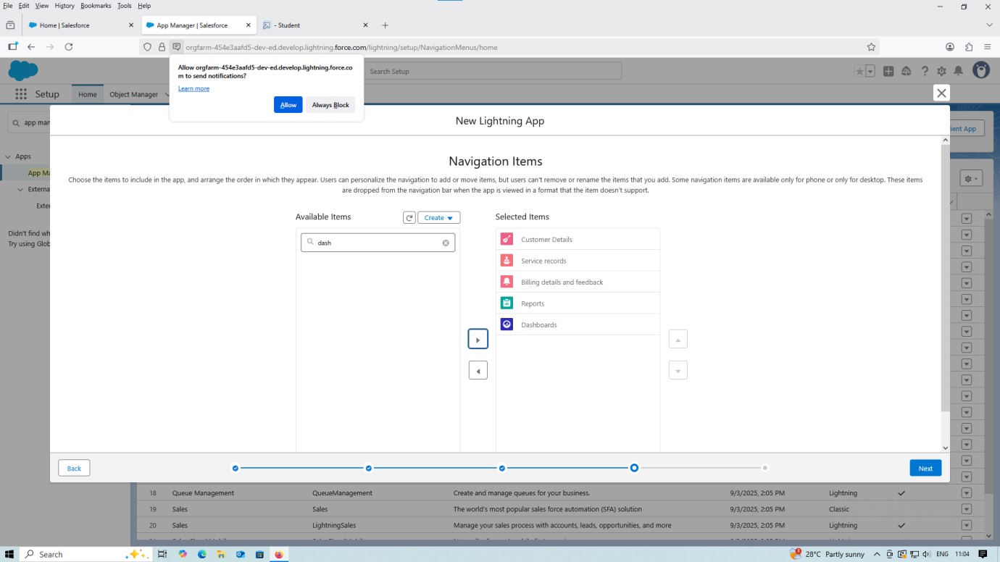 File Edit View History Bookmarks Tools Help
Home | Salesforce
App Manager | Salesforce
- Student
orgfarm-454e3aafd5-dev-ed.develop.lightning.force.com/lightning/setup/NavigationMenus/home
Allow orgfarm-454e3aafd5-dev-ed.develop.lightning.force.co
m to send notifications?
Learn more
Allow
Always Block
Search Setup
Setup
Home
Object Manager
app man
New Lightning App
ient App
Apps
App Ma
Externa
Exter
Didn't find wh
Try using Glob
Navigation Items
Choose the items to include in the app, and arrange the order in which they appear. Users can personalize the navigation to add or move items, but users can't remove or rename the items that you add. Some navigation items are available only for phone or only for desktop. These items
are dropped from the navigation bar when the app is viewed in a format that the item doesn't support.
Available Items
Create
Selected Items
dash
Customer Details
Service records
Billing details and feedback
Reports
Dashboards
Back
Next
18 Queue Management QueueManagement Create and manage queues for your business. 9/3/2025, 2:05 PM Lightning
19 Sales Sales The world's most popular sales force automation (SFA) solution 9/3/2025, 2:05 PM Classic
20 Sales LightningSales Manage your sales process with accounts, leads, opportunities, and more 9/3/2025, 2:05 PM Lightning
Search
28°C Partly sunny
ENG
11:04